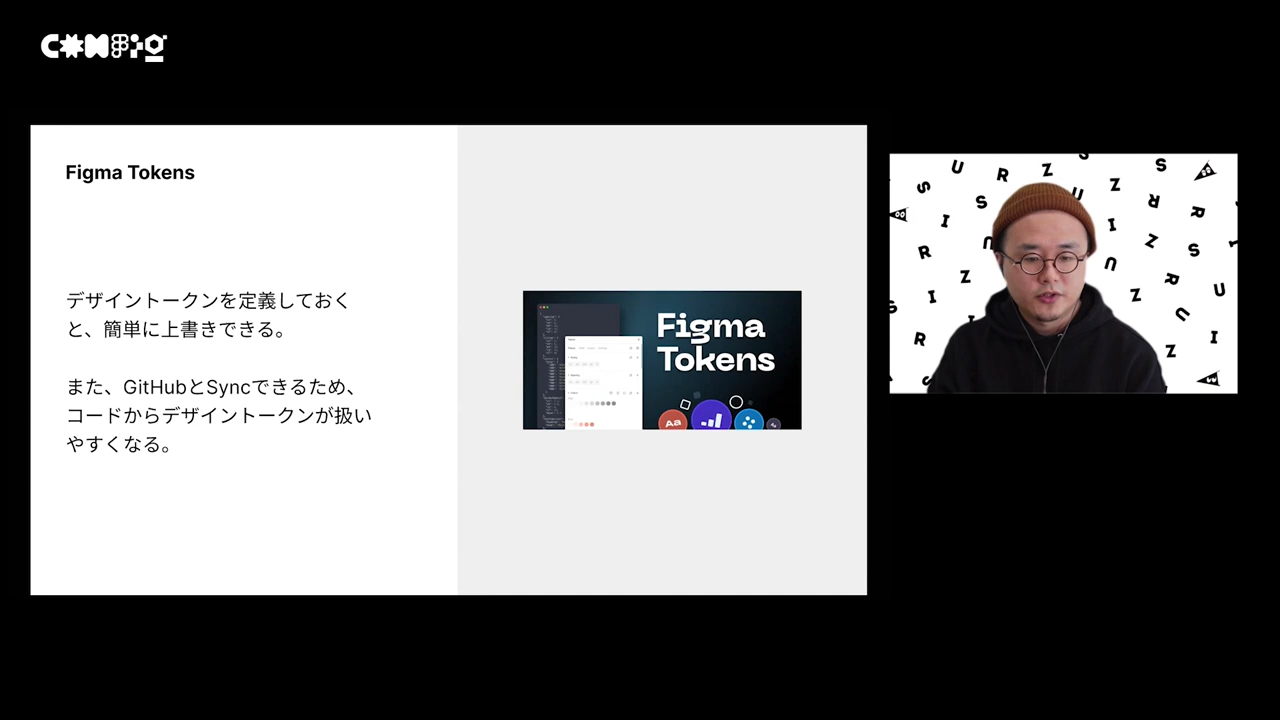 CONFIG
Figma Tokens
デザイントークンを定義しておく
と、簡単に上書きできる。
また、GitHubとSyncできるため、
コードからデザイントークンが扱い
やすくなる。
Figma
Tokens
Aa